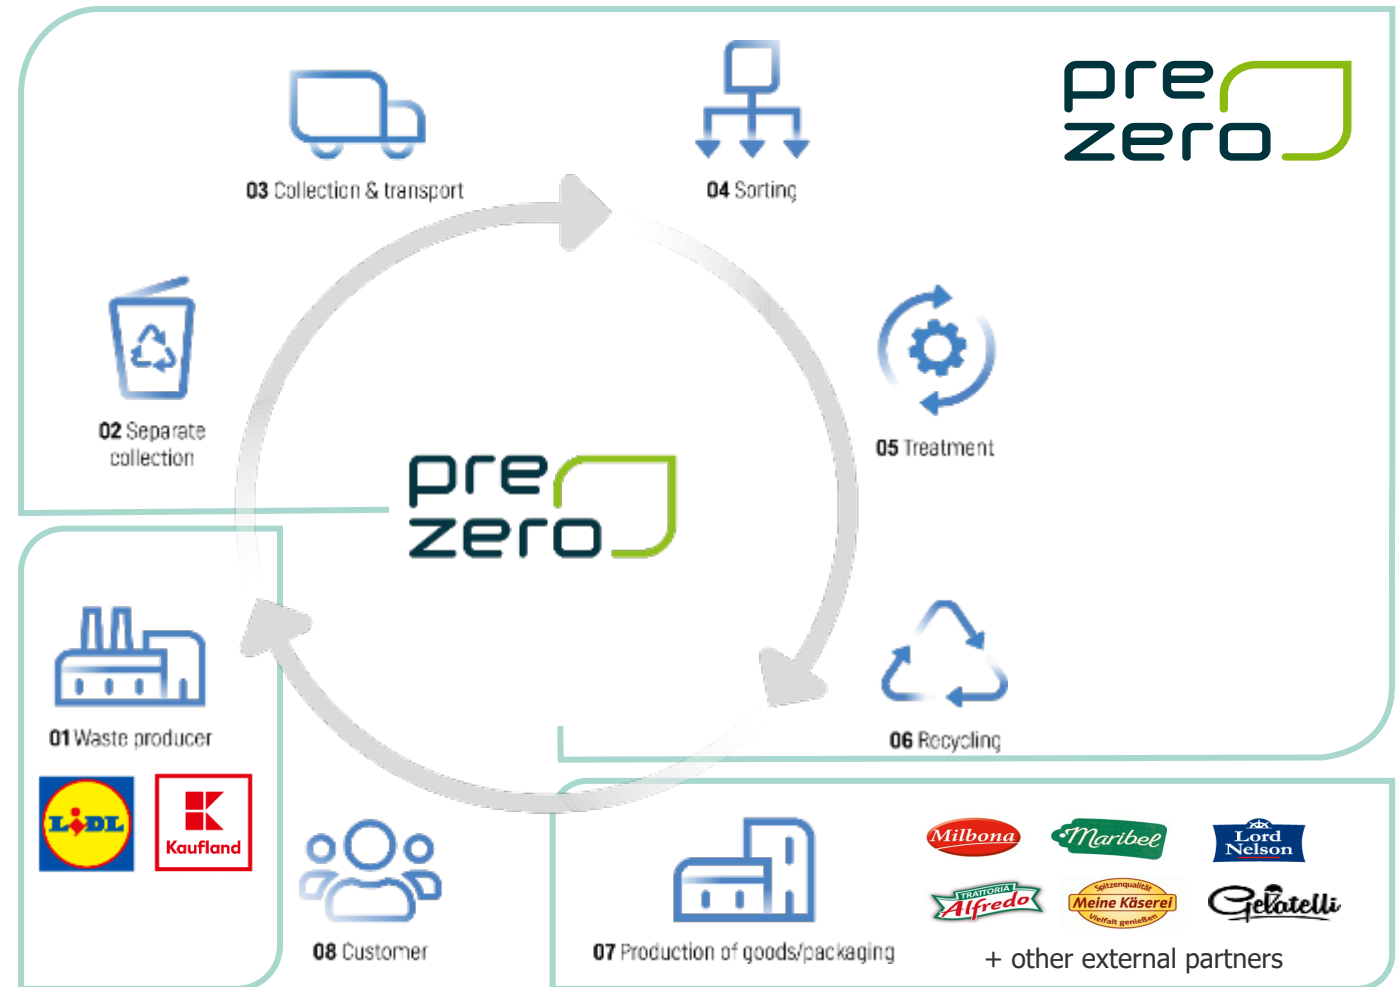 pre
zero
03 Collection & transport
04 Sorting
02 Separate
collection
05 Treatment
pre
zero
01 Waste producer
06 Recycling
LIDL
Kaufland
08 Customer
07 Production of goods/packaging
Milbona
Maribel
Lord
Nelson
TRATTORIA
Alfredo
Spitzenqualität
Meine Käserei
Vielfalt genießen
Gelatelli
+ other external partners